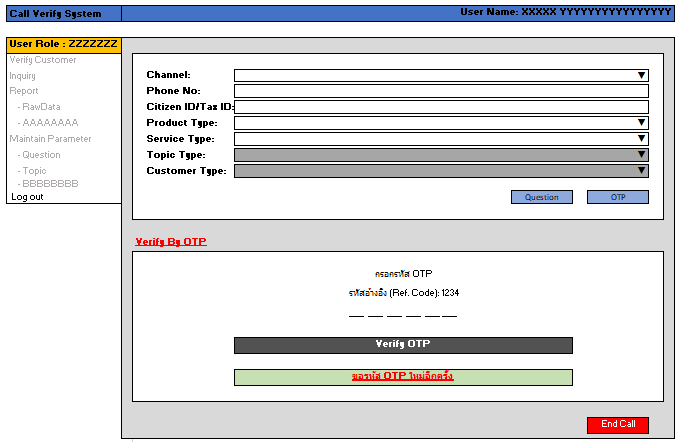 Call Verify System
User Name: XXXXX YYYYYYYYYYYYYYYY
User Role : ZZZZZZZ
Verify Customer
Inquiry
Report
- RawData
- AAAAAAAA
Maintain Parameter
- Question
- Topic
- BBBBBBBB
Log out
Channel:
Phone No:
Citizen ID/Tax ID:
Product Type:
Service Type:
Topic Type:
Customer Type:
Question
OTP
Verify By OTP
กรอครหัส OTP
รหัสอ้างอิง (Ref. Code): 1234
Verify OTP
ขอรหัส OTP ใหม่อีกครั้ง
End Call